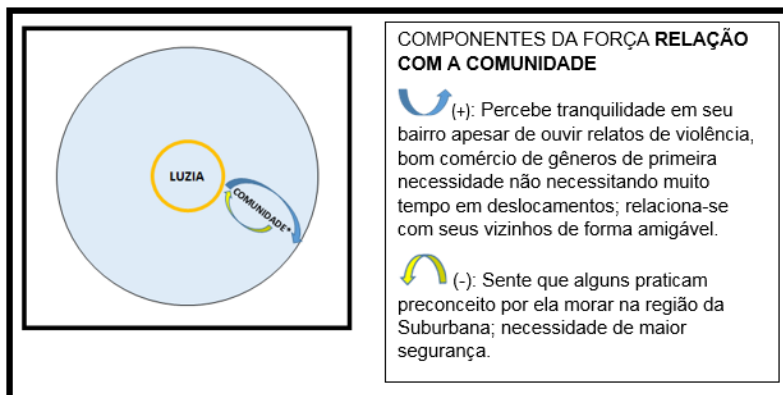 LUZIA
COMUNIDADE*
COMPONENTES DA FORÇA RELAÇÃO
COM A COMUNIDADE
(+): Percebe tranquilidade em seu
bairro apesar de ouvir relatos de violência,
bom comércio de gêneros de primeira
necessidade não necessitando muito
tempo em deslocamentos; relaciona-se
com seus vizinhos de forma amigável.
(-): Sente que alguns praticam
preconceito por ela morar na região da
Suburbana; necessidade de maior
segurança.